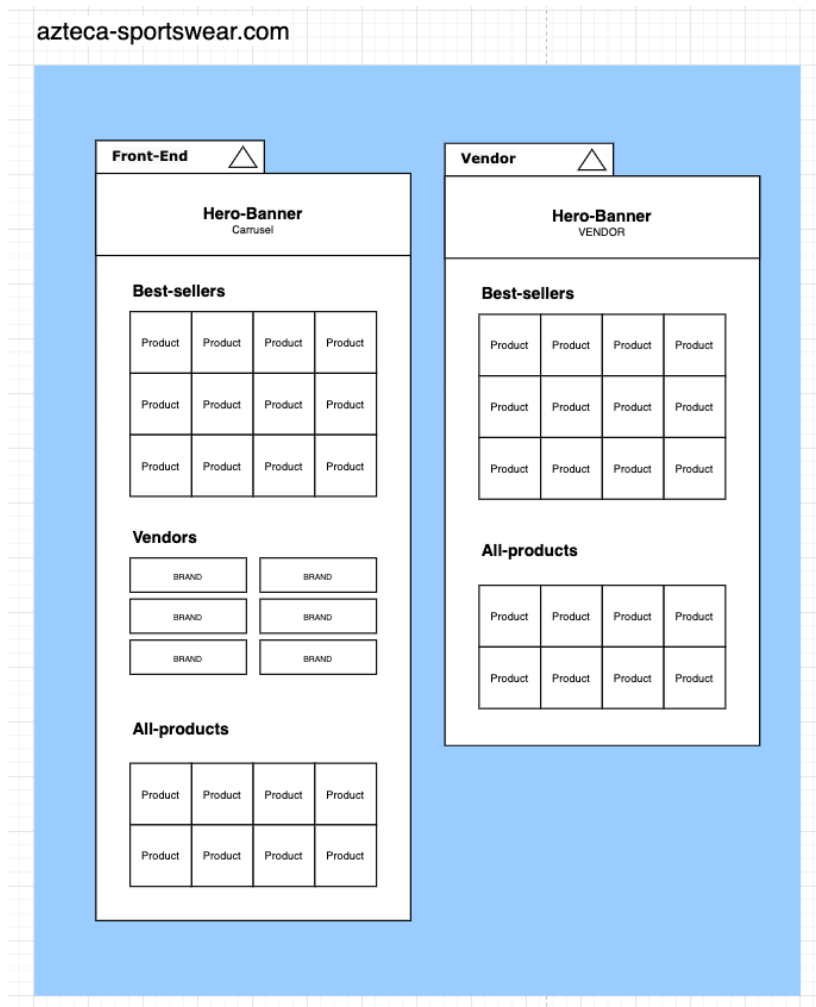 azteca-sportswear.com
Front-End
Hero-Banner
Carrusel
Best-sellers
Product Product Product Product
Product Product Product Product
Product Product Product Product
Vendors
BRAND BRAND
BRAND BRAND
BRAND BRAND
All-products
Product Product Product Product
Product Product Product Product
Vendor
Hero-Banner
VENDOR
Best-sellers
Product Product Product Product
Product Product Product Product
Product Product Product Product
All-products
Product Product Product Product
Product Product Product Product